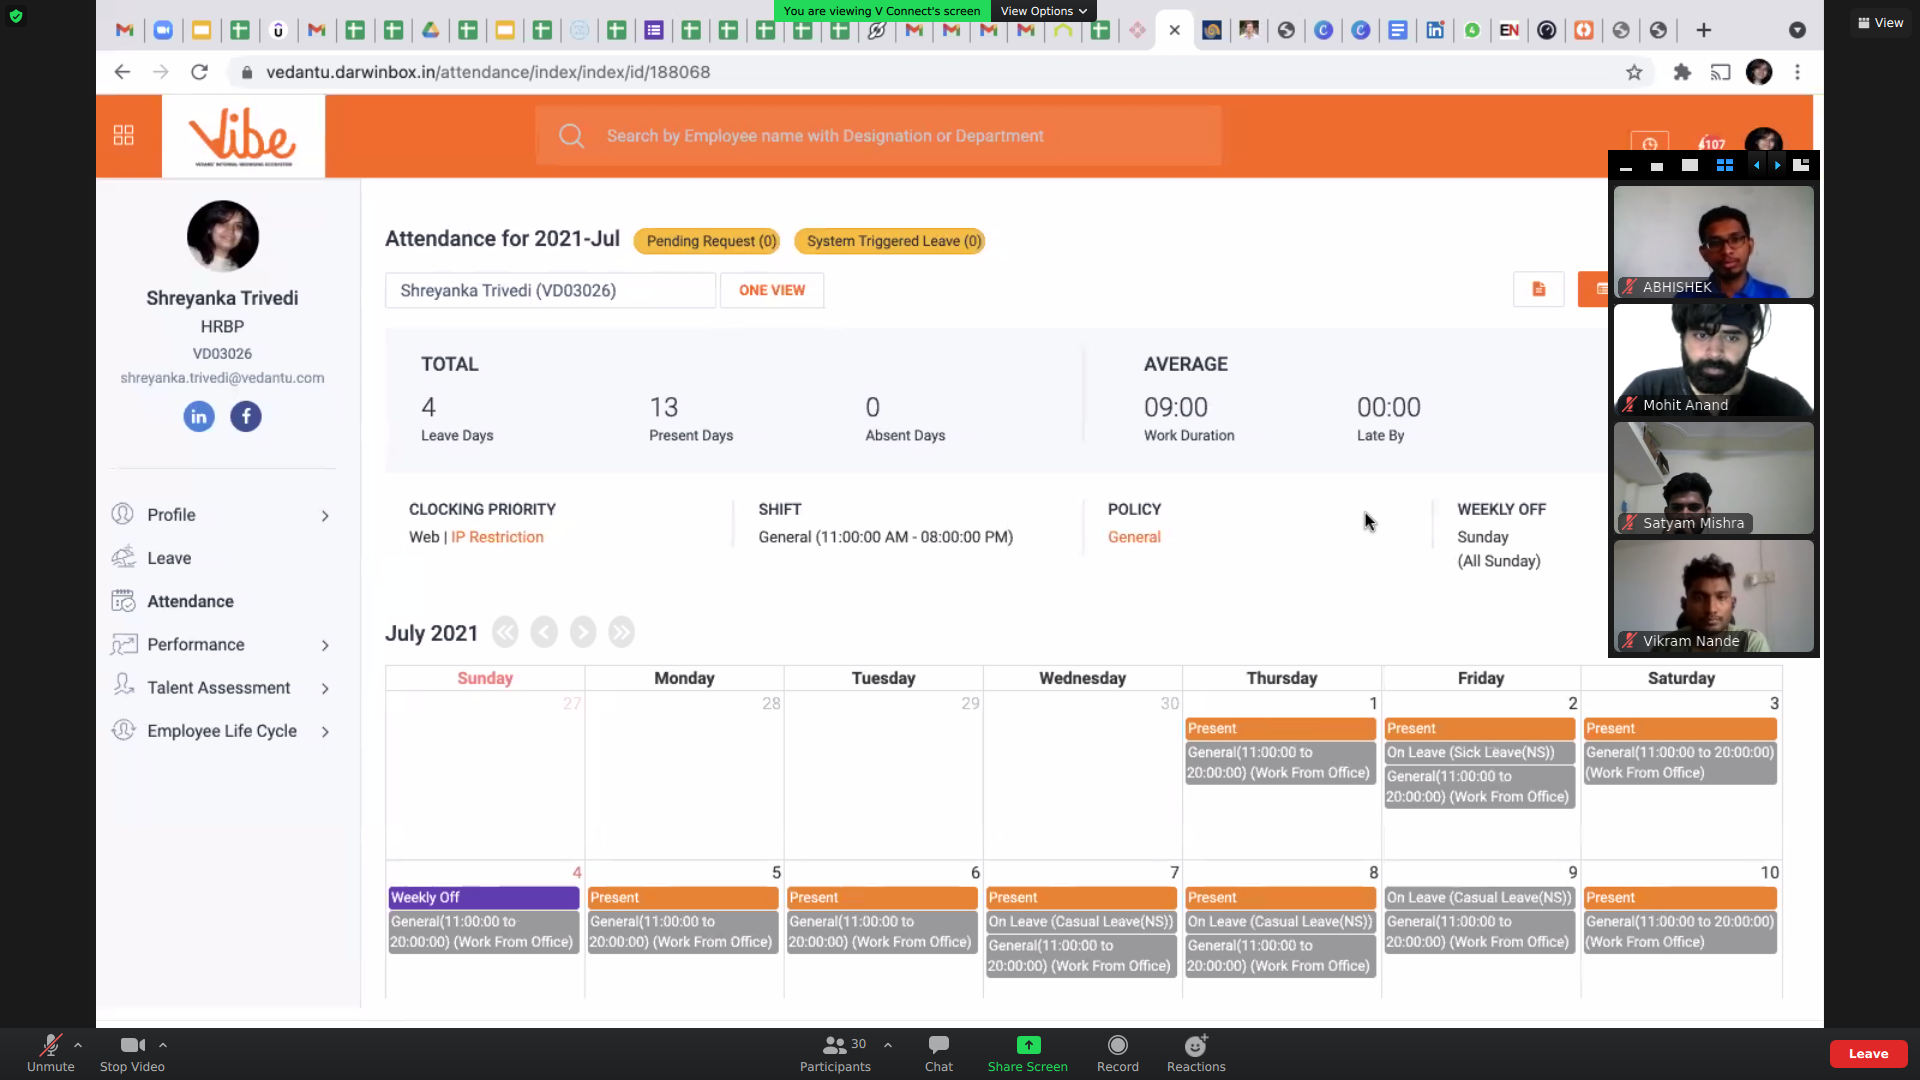 You are viewing V Connect's screen
View Options
View
vedantu.darwinbox.in/attendance/index/index/id/188068
Vibe
Search by Employee name with Designation or Department
107
Shreyanka Trivedi
HRBP
VD03026
shreyanka.trivedi@vedantu.com
Profile
Leave
Attendance
Performance
Talent Assessment
Employee Life Cycle
Attendance for 2021-Jul
Pending Request (0)
System Triggered Leave (0)
Shreyanka Trivedi (VD03026)
ONE VIEW
TOTAL
4
Leave Days
13
Present Days
0
Absent Days
AVERAGE
09:00
Work Duration
00:00
Late By
CLOCKING PRIORITY
Web | IP Restriction
SHIFT
General (11:00:00 AM - 08:00:00 PM)
POLICY
General
WEEKLY OFF
Sunday
(All Sunday)
ABHISHEK
Mohit Anand
Satyam Mishra
Vikram Nande
July 2021
Sunday Monday Tuesday Wednesday Thursday Friday Saturday
27 28 29 30 1 2 3
Present
General(11:00:00 to
20:00:00) (Work From Office)
Present
On Leave (Sick Leave(NS))
General(11:00:00 to
20:00:00) (Work From Office)
Present
General(11:00:00 to 20:00:00)
(Work From Office)
4 5 6 7 8 9 10
Weekly Off
General(11:00:00 to
20:00:00) (Work From Office)
Present
General(11:00:00 to
20:00:00) (Work From Office)
Present
General(11:00:00 to
20:00:00) (Work From Office)
Present
On Leave (Casual Leave(NS))
General(11:00:00 to
20:00:00) (Work From Office)
Present
On Leave (Casual Leave(NS))
General(11:00:00 to
20:00:00) (Work From Office)
On Leave (Casual Leave(NS))
General(11:00:00 to
20:00:00) (Work From Office)
Present
General(11:00:00 to 20:00:00)
(Work From Office)
Unmute
Stop Video
30
Participants
Chat
Share Screen
Record
Reactions
Leave